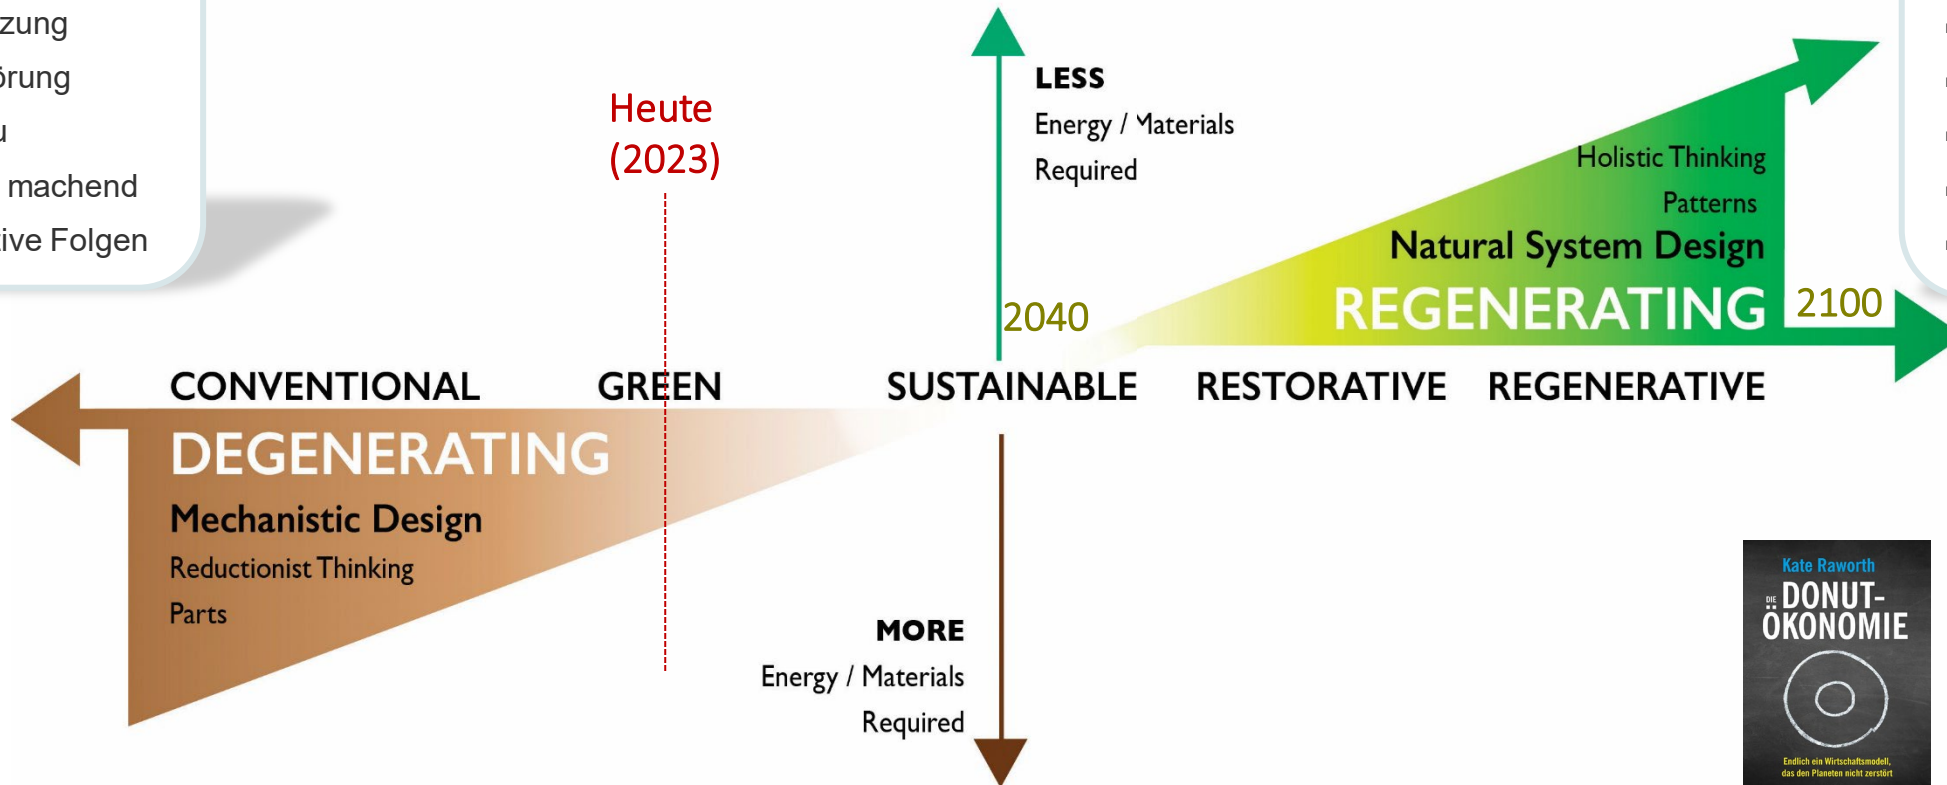 zung
örung
u
machend
tive Folgen
Heute
(2023)
LESS
Energy / Materials
Required
Holistic Thinking
Patterns
Natural System Design
REGENERATING
2040
2100
CONVENTIONAL
GREEN
SUSTAINABLE
RESTORATIVE
REGENERATIVE
DEGENERATING
Mechanistic Design
Reductionist Thinking
Parts
MORE
Energy / Materials
Required
Kate Raworth
DIE DONUT-
ÖKONOMIE
Endlich ein Wirtschaftsmodell,
das den Planeten nicht zerstört